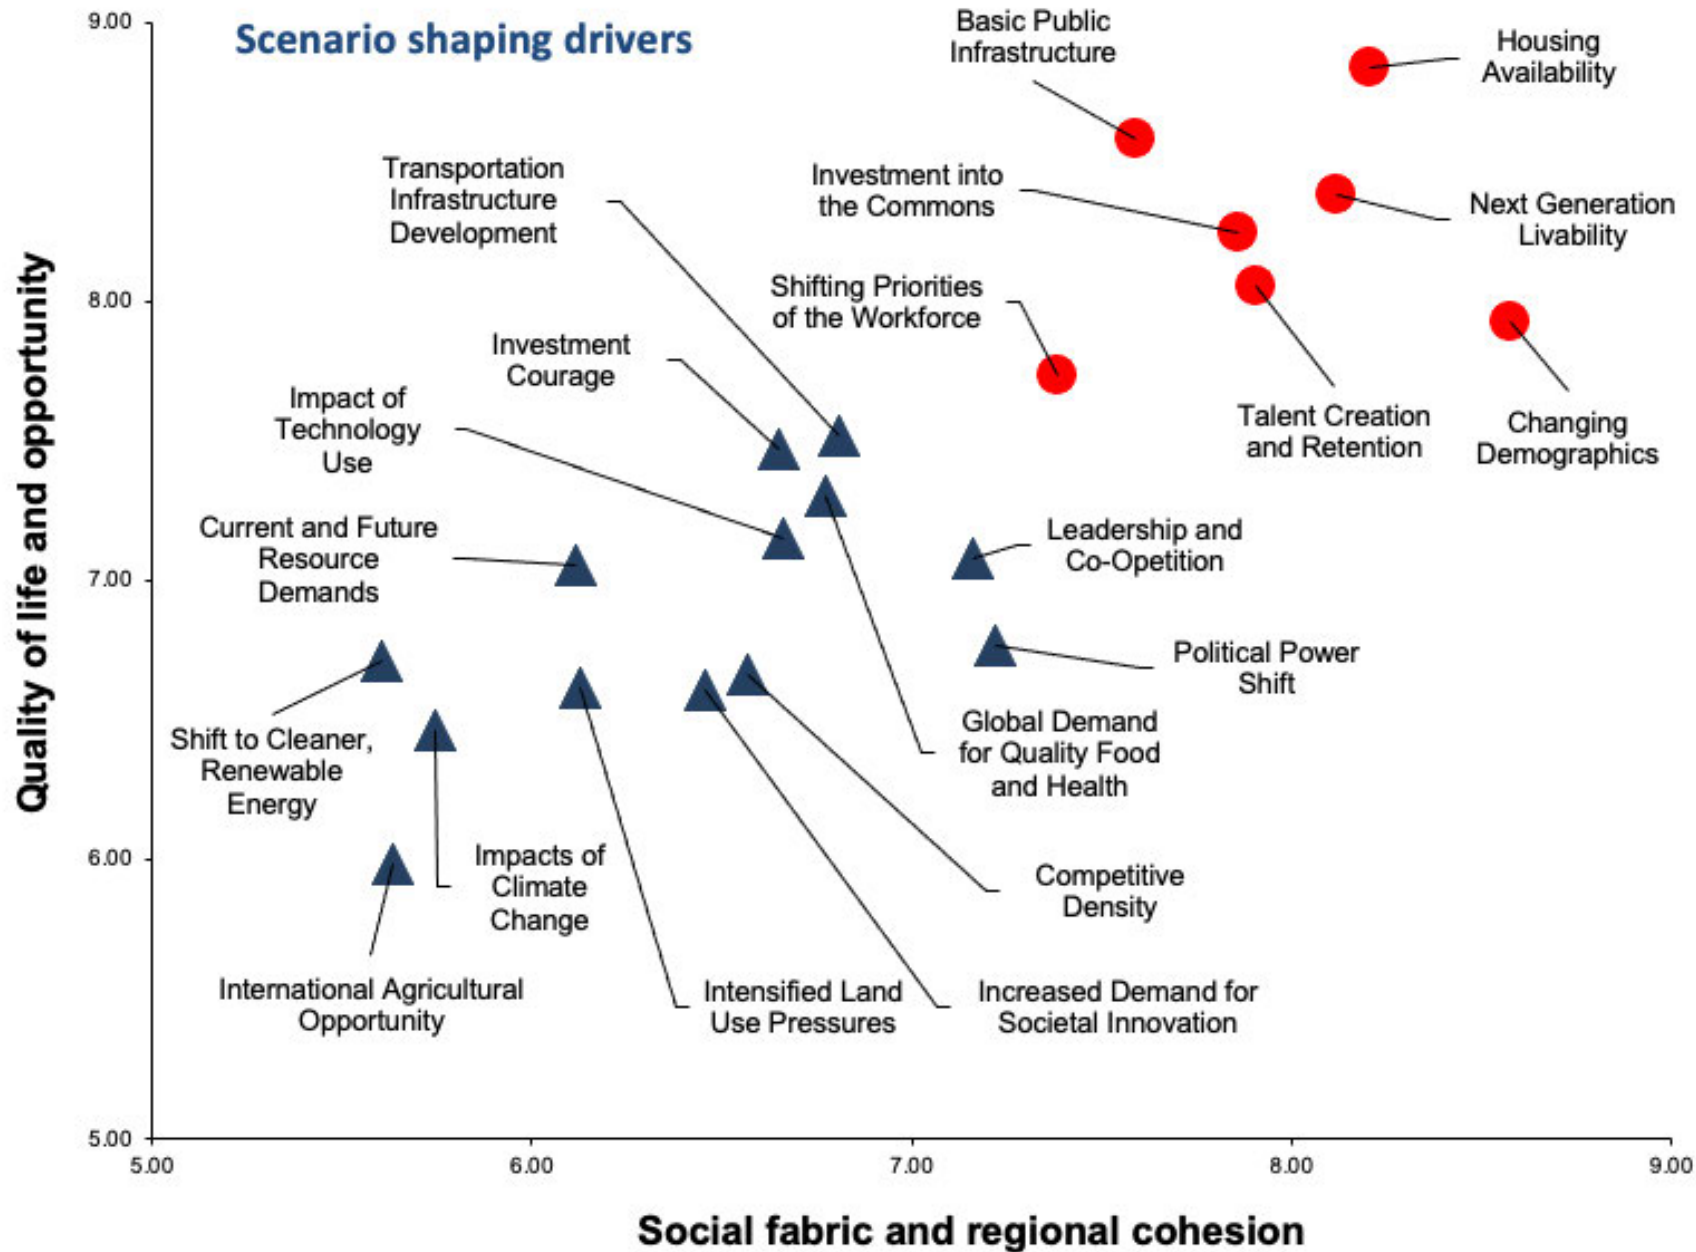 Scenario shaping drivers
9.00
8.00
7.00
6.00
5.00
Quality of life and opportunity
Basic Public
Infrastructure
Housing
Availability
Transportation
Infrastructure
Development
Investment into
the Commons
Next Generation
Livability
Shifting Priorities
of the Workforce
Investment
Courage
Impact of
Technology
Use
Talent Creation
and Retention
Changing
Demographics
Current and Future
Resource
Demands
Leadership and
Co-Opetition
Political Power
Shift
Shift to Cleaner,
Renewable
Energy
Global Demand
for Quality Food
and Health
Impacts of
Climate
Change
Competitive
Density
International Agricultural
Opportunity
Intensified Land
Use Pressures
Increased Demand for
Societal Innovation
5.00
6.00
7.00
8.00
9.00
Social fabric and regional cohesion